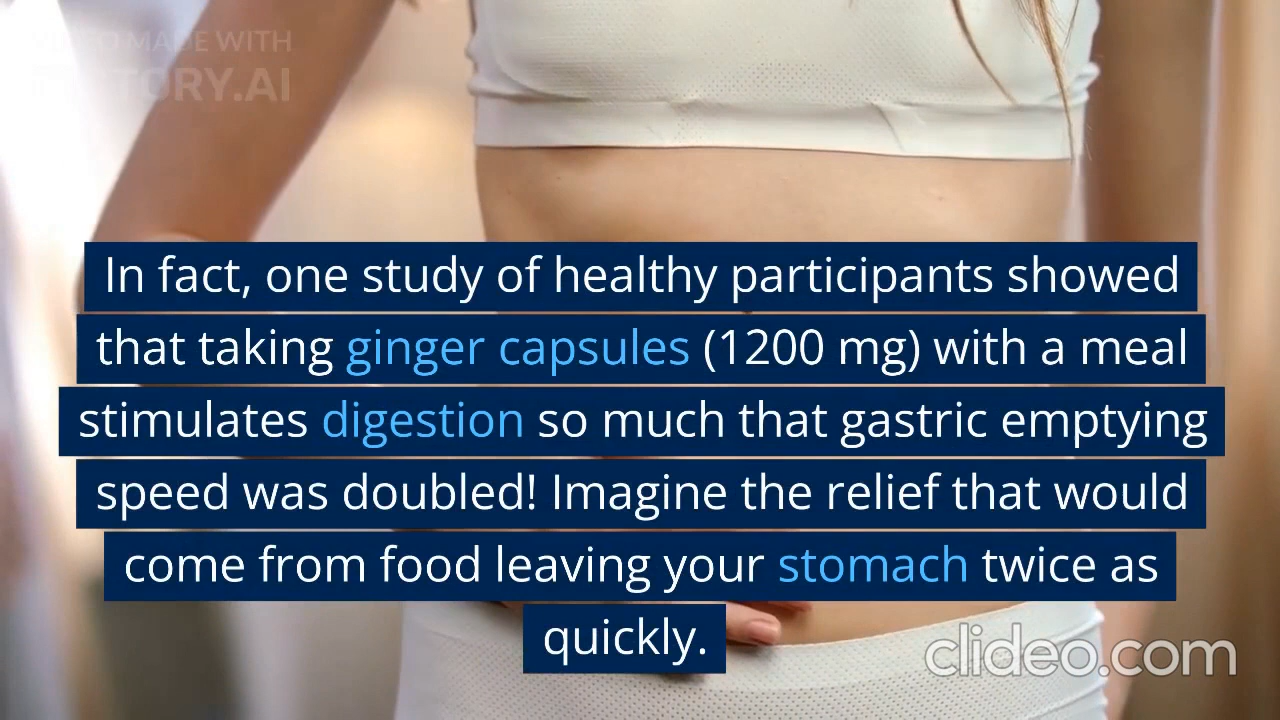 MADE WITH
In fact, one study of healthy participants showed
that taking ginger capsules (1200 mg) with a meal
stimulates digestion so much that gastric emptying
speed was doubled! Imagine the relief that would
come from food leaving your stomach twice as
quickly.
clideo.com